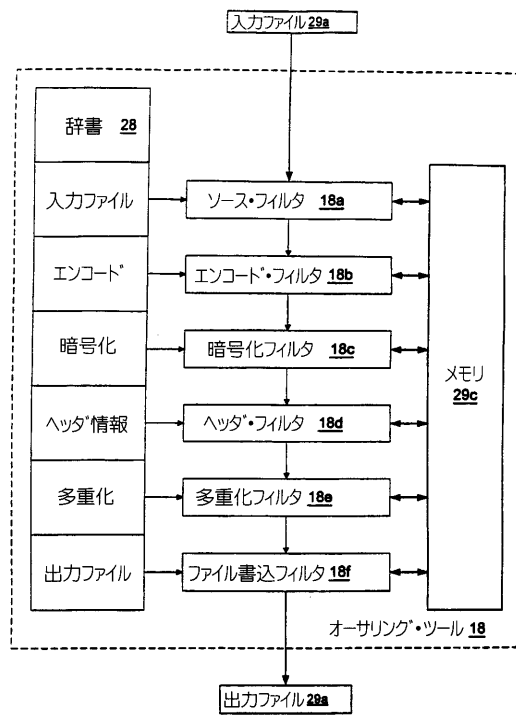 入力ファイル 29a
辞書 28
入力ファイル
ソース・フィルタ 18a
エンコード
エンコード・フィルタ 18b
暗号化
暗号化フィルタ 18c
メモリ
29c
ヘッダ情報
ヘッダ・フィルタ 18d
多重化
多重化フィルタ 18e
出力ファイル
ファイル書込フィルタ 18f
オーサリング・ツール 18
出力ファイル 29a